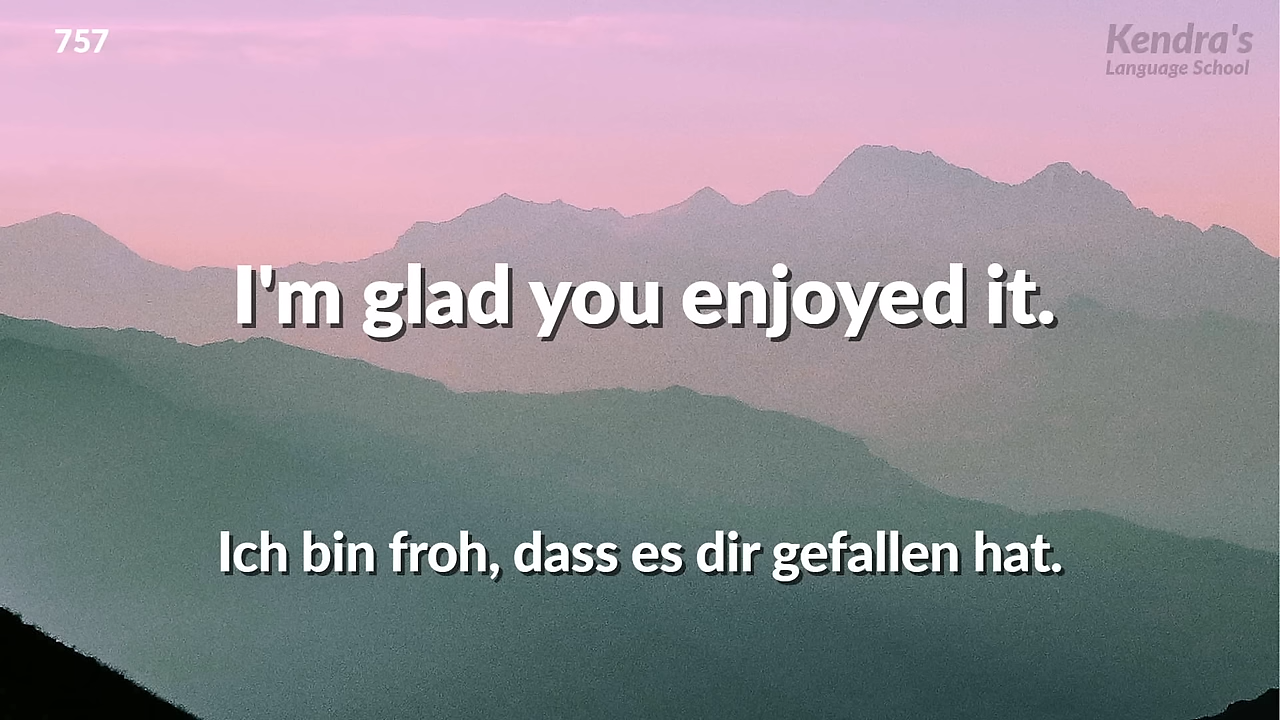 757
Kendra's
Language School
I'm glad you enjoyed it.
Ich bin froh, dass es dir gefallen hat.